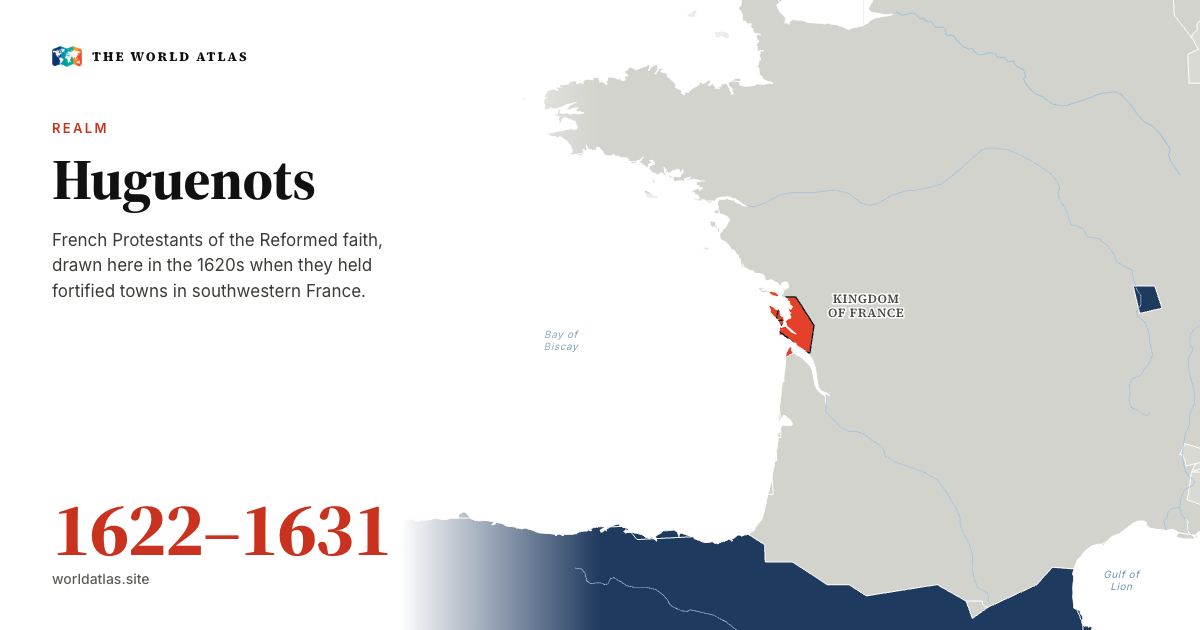 THE WORLD ATLAS
REALM
Huguenots
French Protestants of the Reformed faith,
drawn here in the 1620s when they held
fortified towns in southwestern France.
1622–1631
worldatlas.site
KINGDOM
OF FRANCE
Bay of
Biscay
Gulf of
Lion